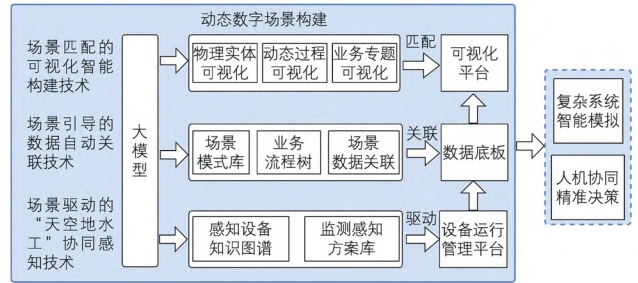 动态数字场景构建
场景匹配的
可视化智能
构建技术
大
模
型
物理实体
可视化
动态过程
可视化
业务专题
可视化
匹配
可视化
平台
场景引导的
数据自动
关联技术
场景
模式库
业务
流程树
场景
数据关联
关联
数据底板
场景驱动的
“天空地水
工”协同感
知技术
感知设备
知识图谱
监测感知
方案库
驱动
设备运行
管理平台
复杂系统
智能模拟
人机协同
精准决策